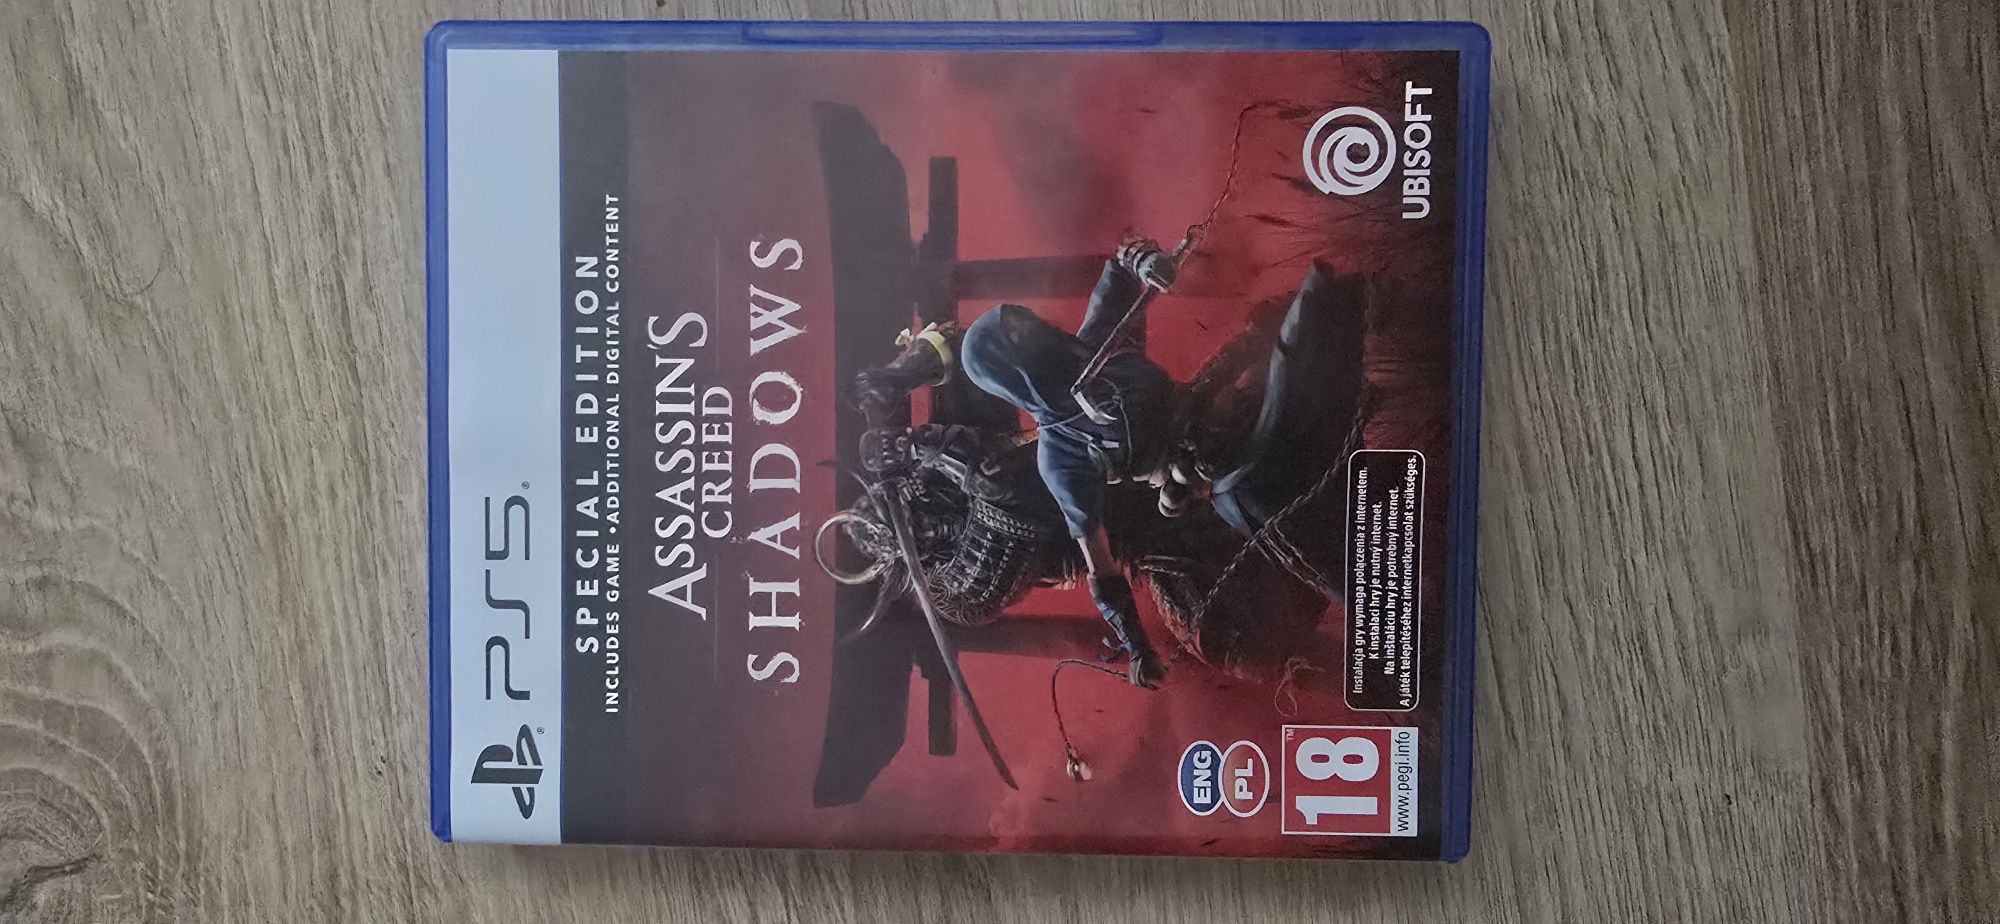 PS5
SPECIAL EDITION
INCLUDES GAME • ADDITIONAL DIGITAL CONTENT
ASSASSIN'S
CREED
SHADOWS
ENG
PL
18
www.pegi.info
Instalacja gry wymaga połączenia z internetem.
K instalaci hry je nutný internet.
Na inštaláciu hry je potrebný internet.
A játék telepítéséhez internetkapcsolat szükséges.
UBISOFT